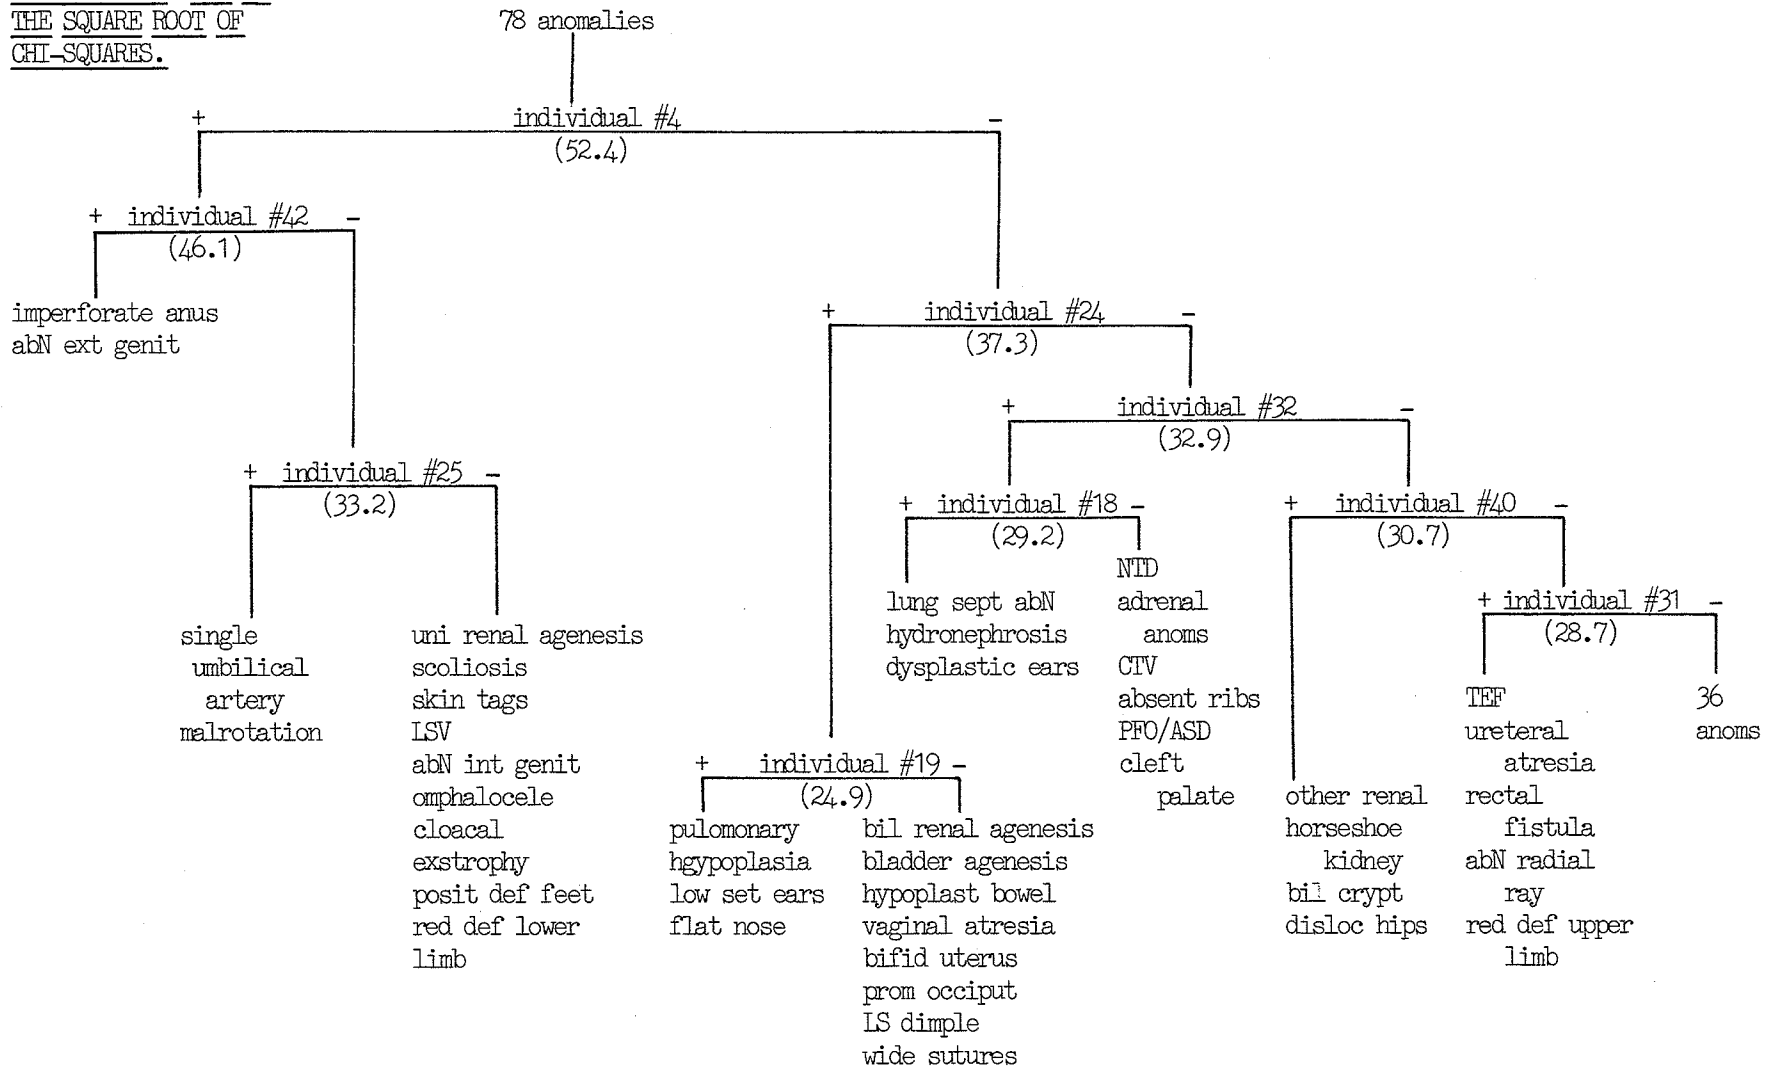 THE SQUARE ROOT OF
CHI-SQUARES.
78 anomalies
+ individual #4 -
(52.4)
+ individual #42 -
(46.1)
imperforate anus
abN ext genit
+ individual #25 -
(33.2)
single
umbilical
artery
malrotation
uni renal agenesis
scoliosis
skin tags
LSV
abN int genit
omphalocele
cloacal
exstrophy
posit def feet
red def lower
limb
+ individual #24 -
(37.3)
+ individual #19 -
(24.9)
pulomonary
hgypoplasia
low set ears
flat nose
bil renal agenesis
bladder agenesis
hypoplast bowel
vaginal atresia
bifid uterus
prom occiput
LS dimple
wide sutures
+ individual #32 -
(32.9)
+ individual #18 -
(29.2)
lung sept abN
hydronephrosis
dysplastic ears
NTD
adrenal
anoms
CTV
absent ribs
PFO/ASD
cleft
palate
+ individual #40 -
(30.7)
other renal
horseshoe
kidney
bil crypt
disloc hips
+ individual #31 -
(28.7)
TEF
ureteral
atresia
rectal
fistula
abN radial
ray
red def upper
limb
36
anoms